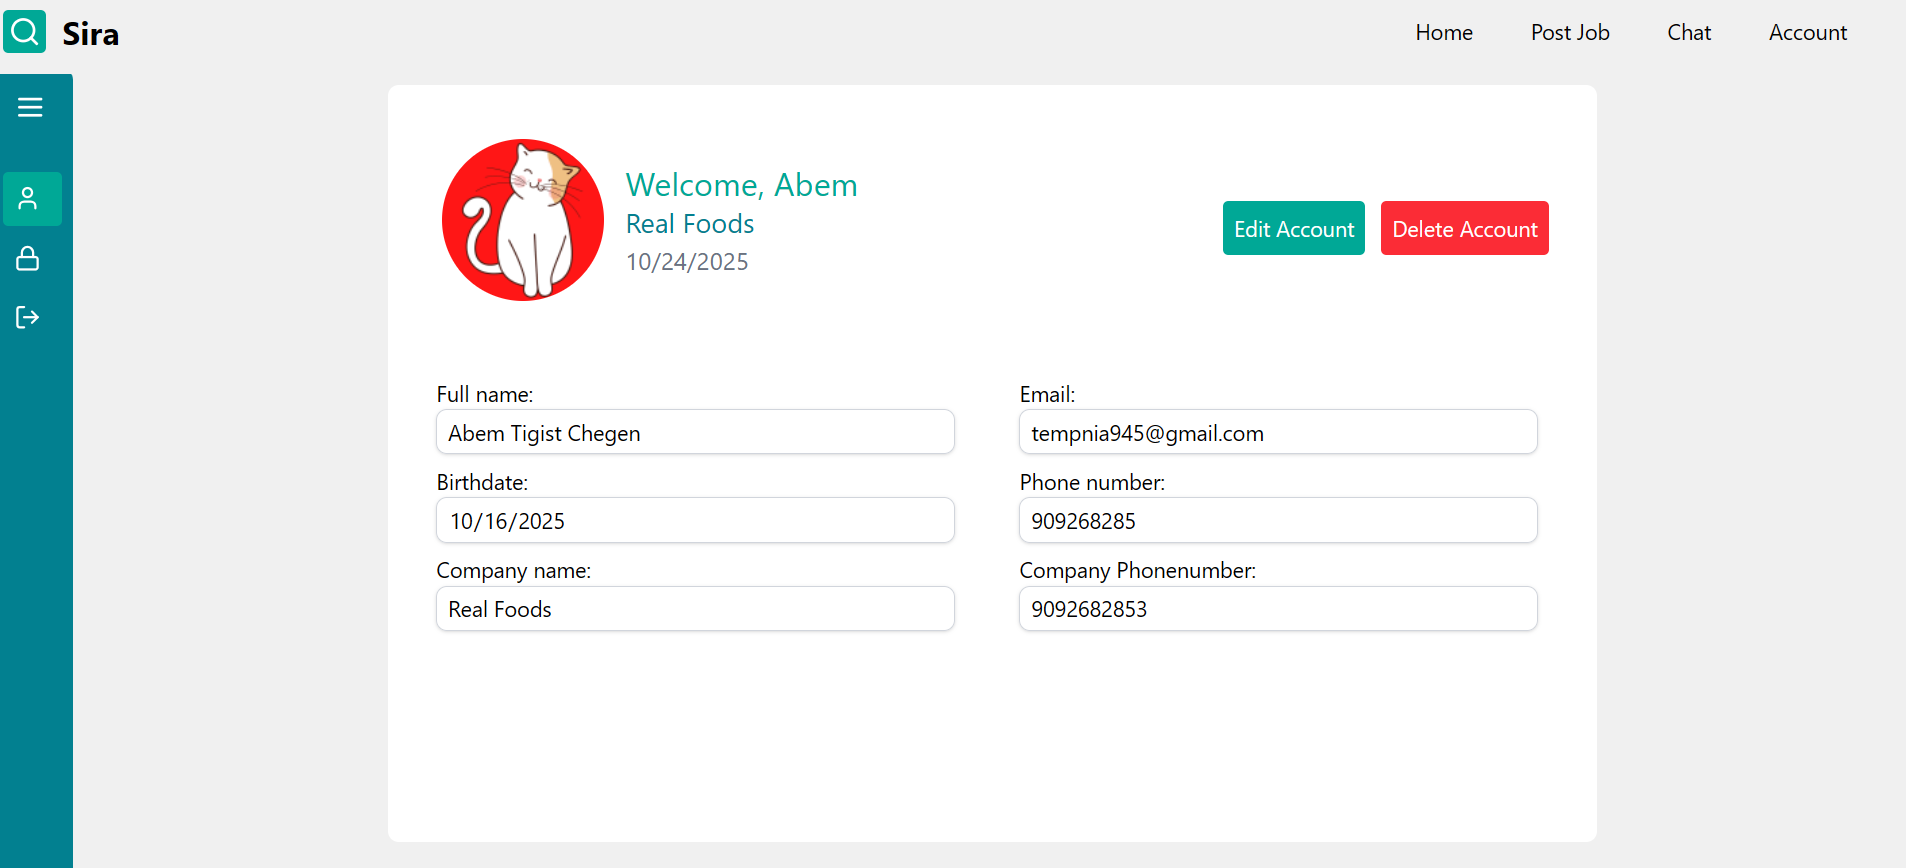 Sira
Home
Post Job
Chat
Account
Welcome, Abem
Real Foods
10/24/2025
Edit Account
Delete Account
Full name:
Abem Tigist Chegen
Email:
tempnia945@gmail.com
Birthdate:
10/16/2025
Phone number:
909268285
Company name:
Real Foods
Company Phonenumber:
9092682853